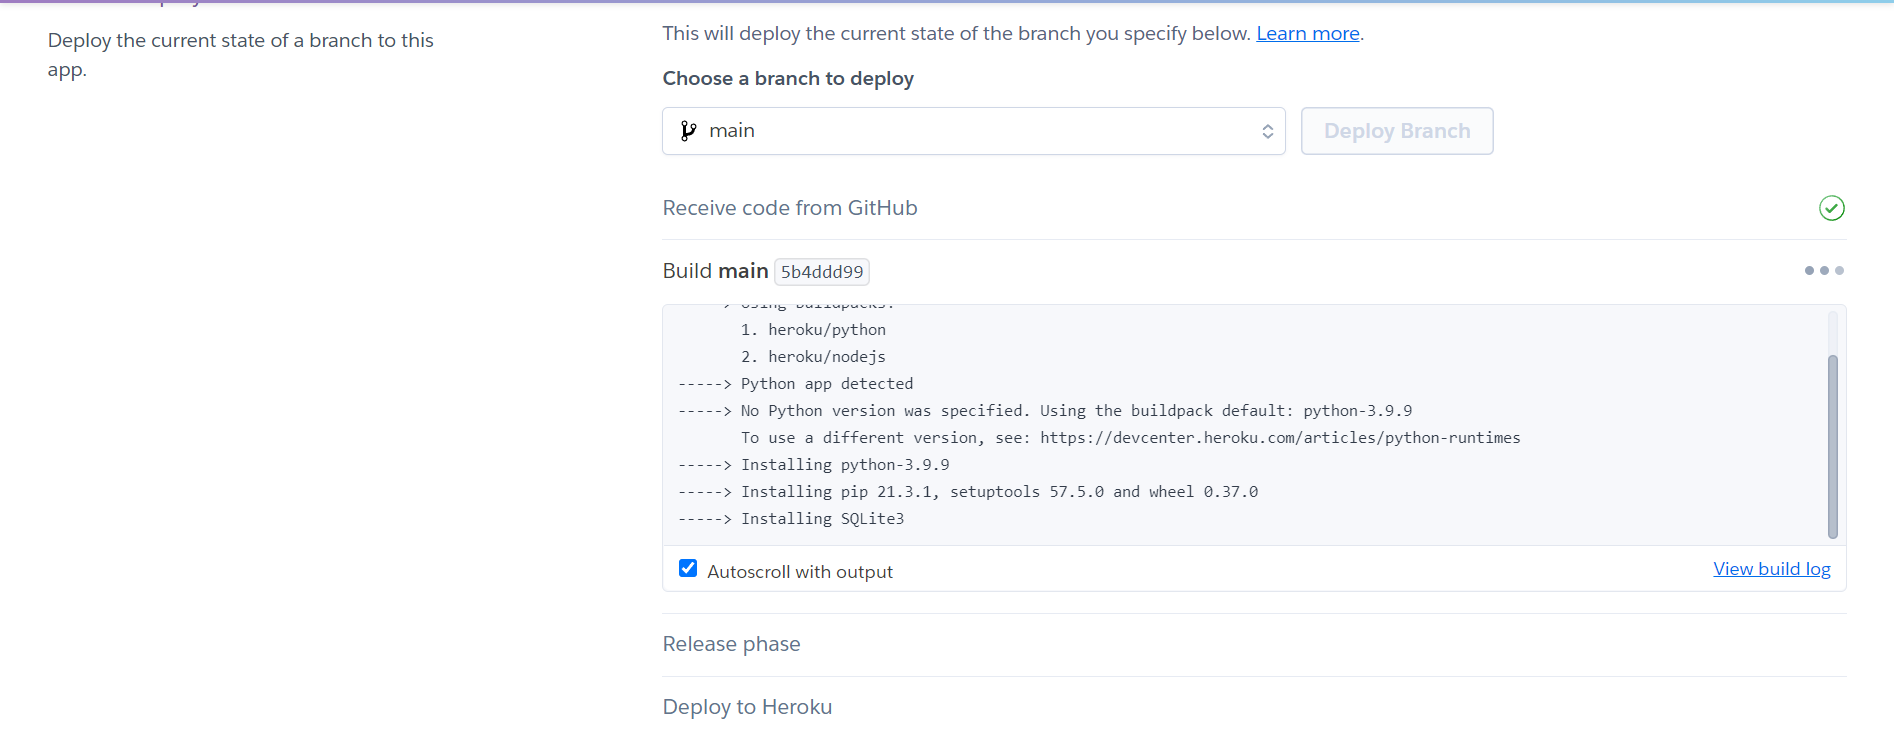 Deploy the current state of a branch to this
app.
This will deploy the current state of the branch you specify below. Learn more.
Choose a branch to deploy
main
Deploy Branch
Receive code from GitHub
Build main 5b4ddd99
1. heroku/python
2. heroku/nodejs
-----> Python app detected
-----> No Python version was specified. Using the buildpack default: python-3.9.9
To use a different version, see: https://devcenter.heroku.com/articles/python-runtimes
-----> Installing python-3.9.9
-----> Installing pip 21.3.1, setuptools 57.5.0 and wheel 0.37.0
-----> Installing SQLite3
Autoscroll with output
View build log
Release phase
Deploy to Heroku